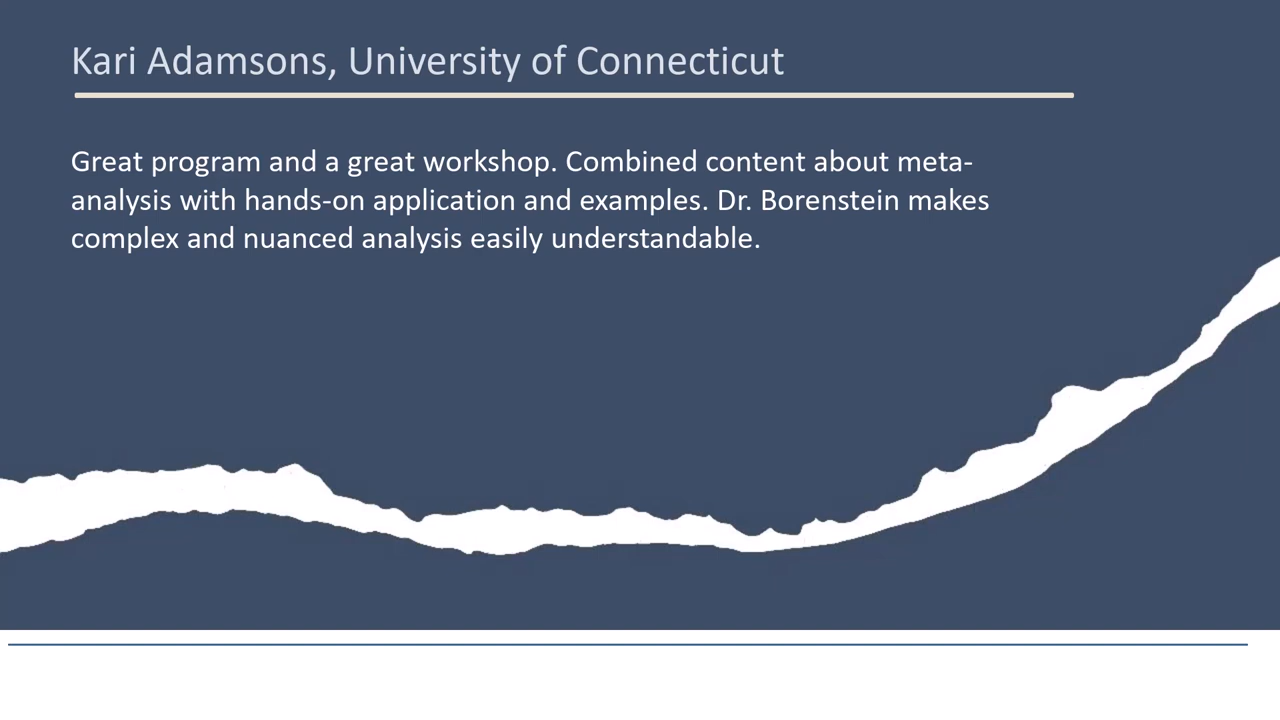 Kari Adamsons, University of Connecticut
Great program and a great workshop. Combined content about meta-
analysis with hands-on application and examples. Dr. Borenstein makes
complex and nuanced analysis easily understandable.